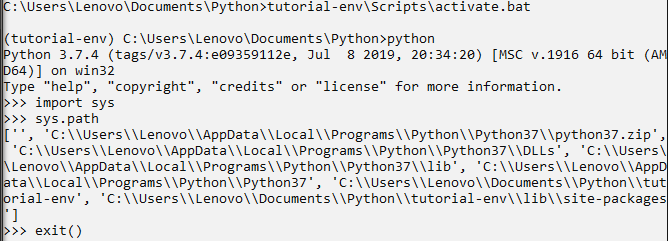 C:\Users\Lenovo\Documents\Python>tutorial-env\Scripts\activate.bat
(tutorial-env) C:\Users\Lenovo\Documents\Python>python
Python 3.7.4 (tags/v3.7.4:e09359112e, Jul  8 2019, 20:34:20) [MSC v.1916 64 bit (AM
D64)] on win32
Type "help", "copyright", "credits" or "license" for more information.
>>> import sys
>>> sys.path
['', 'C:\\Users\\Lenovo\\AppData\\Local\\Programs\\Python\\Python37\\python37.zip',
 'C:\\Users\\Lenovo\\AppData\\Local\\Programs\\Python\\Python37\\DLLs', 'C:\\Users\
\Lenovo\\AppData\\Local\\Programs\\Python\\Python37\\lib', 'C:\\Users\\Lenovo\\AppD
ata\\Local\\Programs\\Python\\Python37', 'C:\\Users\\Lenovo\\Documents\\Python\\tut
orial-env', 'C:\\Users\\Lenovo\\Documents\\Python\\tutorial-env\\lib\\site-packages
']
>>> exit()